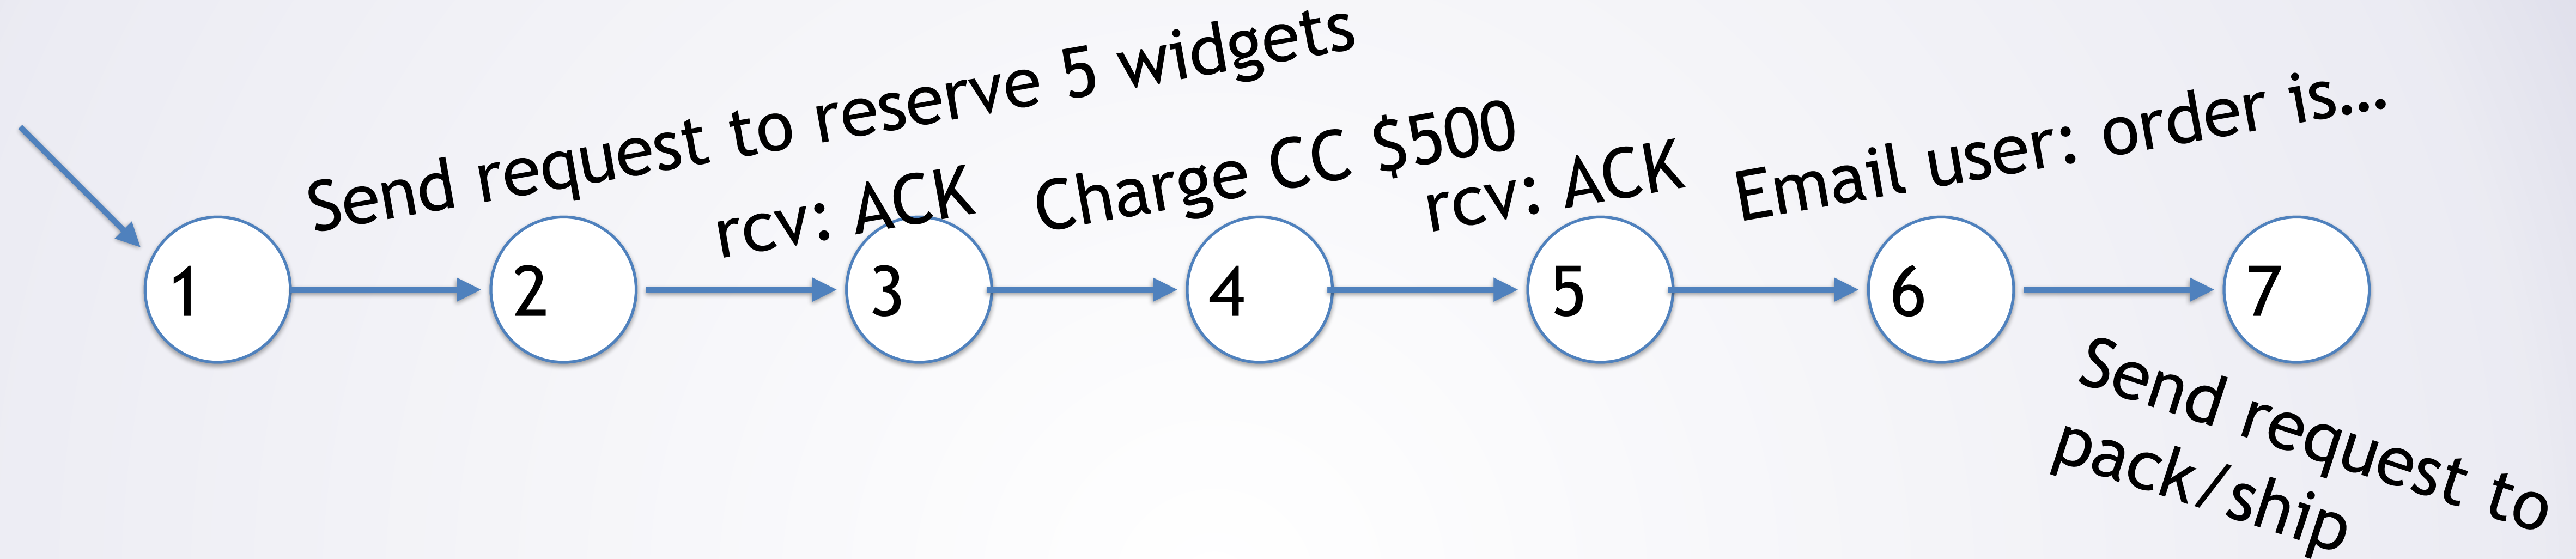 Send request to reserve 5 widgets
rcv: ACK
Charge CC $500
rcv: ACK
Email user: order is…
1
2
3
4
5
6
7
Send request to
pack/ship